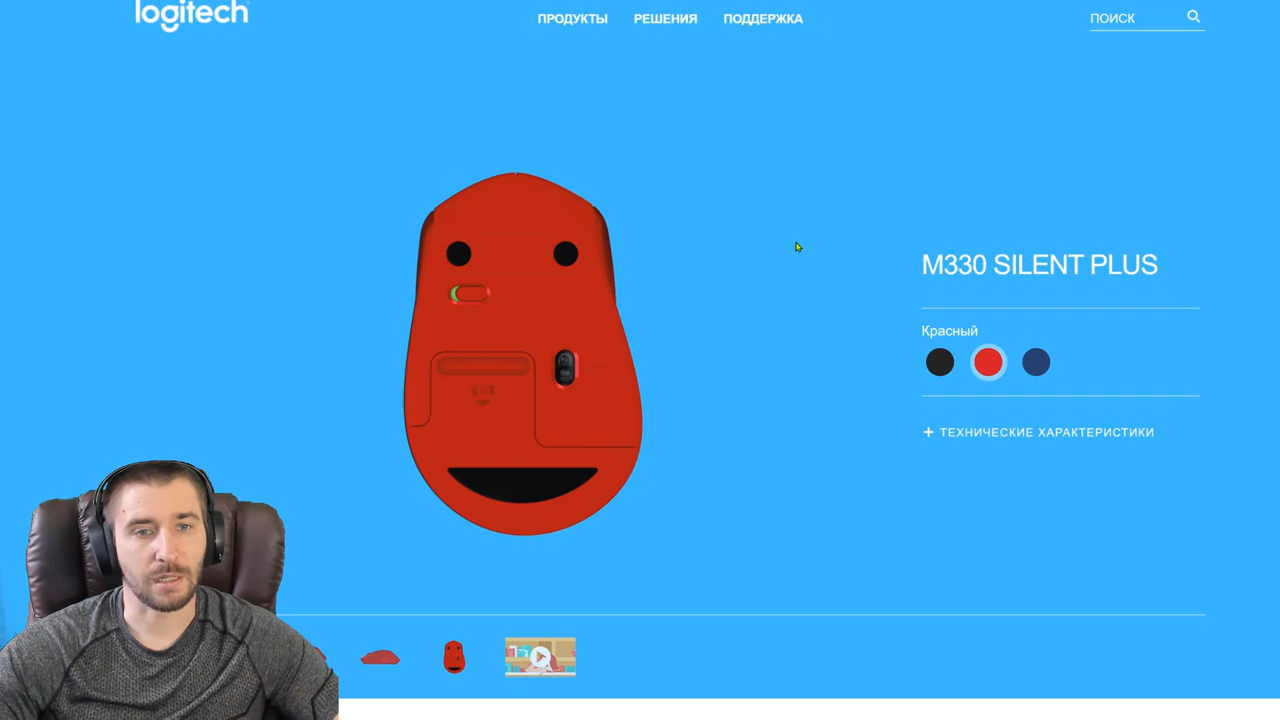 logitech
ПРОДУКТЫ РЕШЕНИЯ ПОДДЕРЖКА
ПОИСК
M330 SILENT PLUS
Красный
+ ТЕХНИЧЕСКИЕ ХАРАКТЕРИСТИКИ